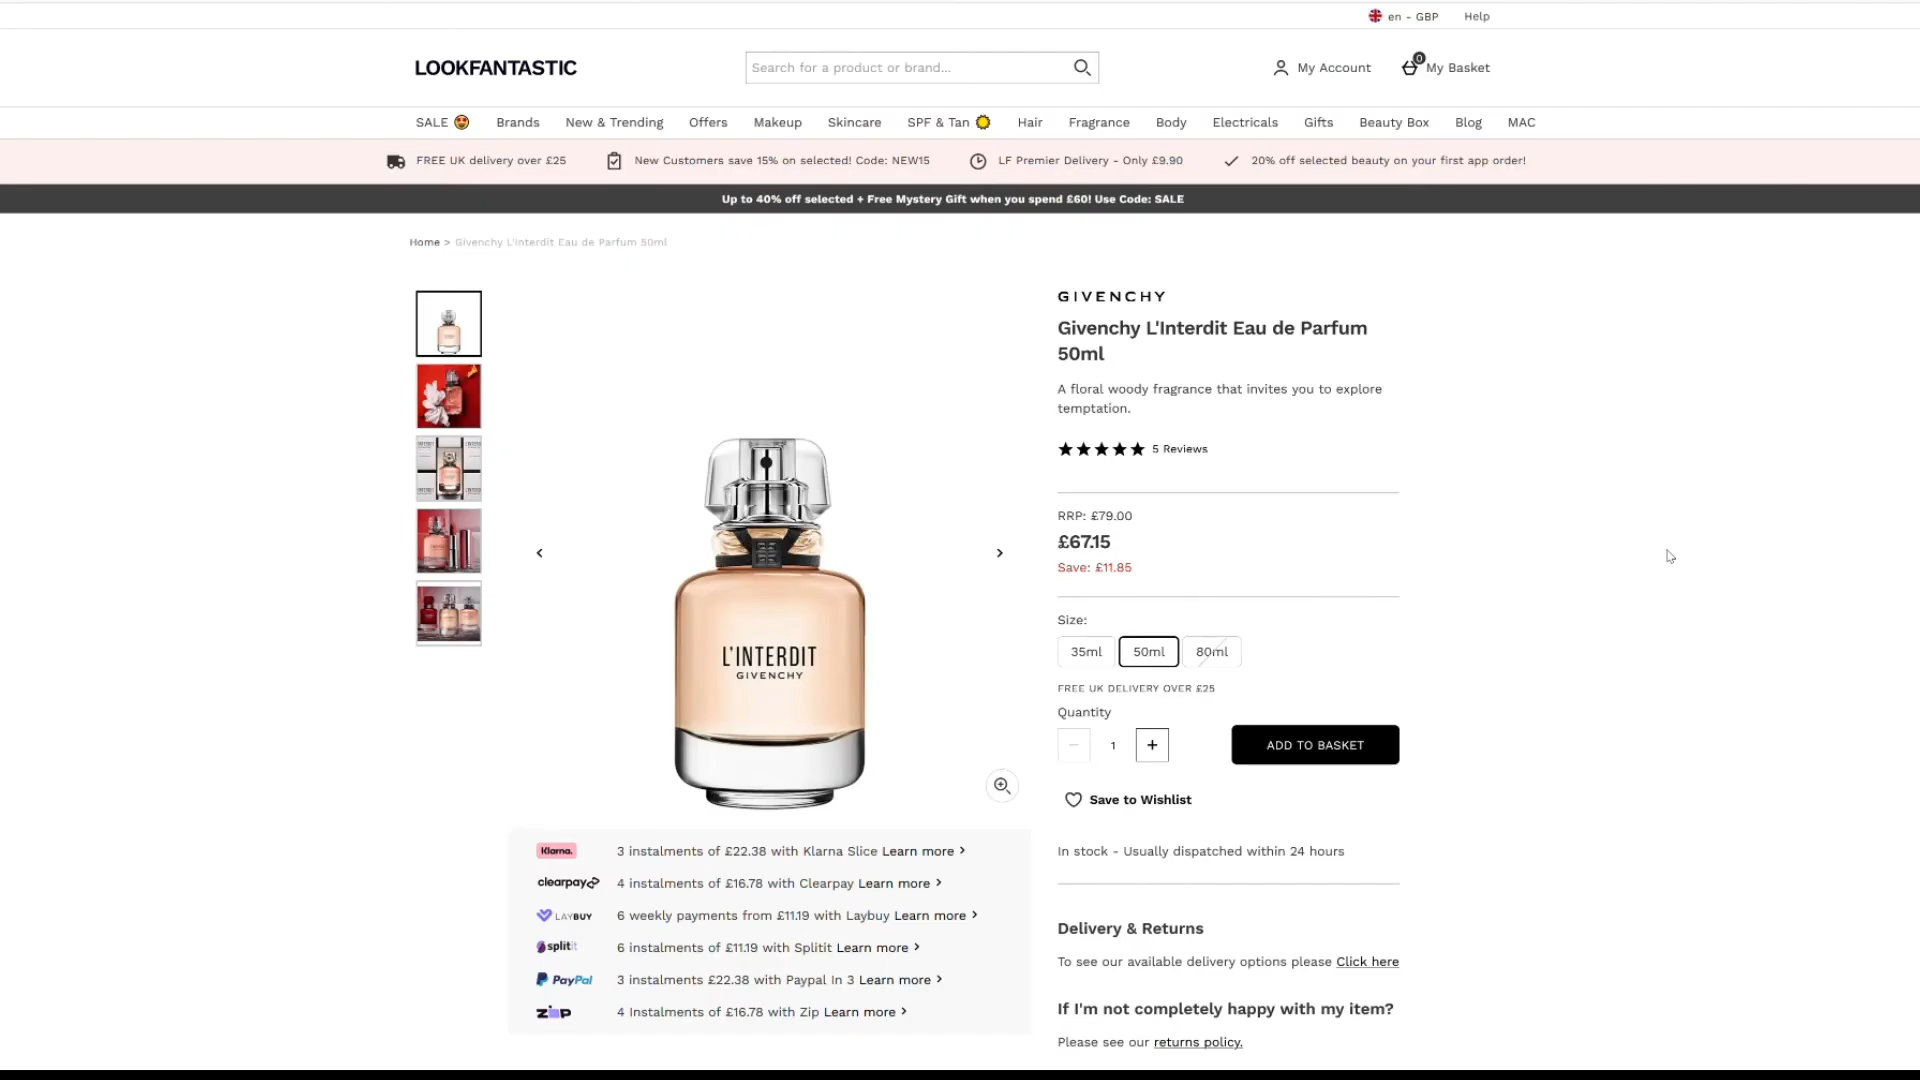 en - GBP Help
LOOKFANTASTIC
Search for a product or brand...
My Account
0
My Basket
SALE Brands New & Trending Offers Makeup Skincare SPF & Tan Hair Fragrance Body Electricals Gifts Beauty Box Blog MAC
FREE UK delivery over £25
New Customers save 15% on selected! Code: NEW15
LF Premier Delivery - Only £9.90
20% off selected beauty on your first app order!
Up to 40% off selected + Free Mystery Gift when you spend £60! Use Code: SALE
Home > Givenchy L'Interdit Eau de Parfum 50ml
L'INTERDIT
GIVENCHY
Klarna. 3 instalments of £22.38 with Klarna Slice Learn more >
clearpay 4 instalments of £16.78 with Clearpay Learn more >
LAYBUY 6 weekly payments from £11.19 with Laybuy Learn more >
splitit 6 instalments of £11.19 with Splitit Learn more >
PayPal 3 instalments £22.38 with Paypal In 3 Learn more >
ZIP 4 Instalments of £16.78 with Zip Learn more >
GIVENCHY
Givenchy L'Interdit Eau de Parfum
50ml
A floral woody fragrance that invites you to explore
temptation.
5 Reviews
RRP: £79.00
£67.15
Save: £11.85
Size:
35ml 50ml 80ml
FREE UK DELIVERY OVER £25
Quantity
− 1 + ADD TO BASKET
Save to Wishlist
In stock - Usually dispatched within 24 hours
Delivery & Returns
To see our available delivery options please Click here
If I'm not completely happy with my item?
Please see our returns policy.